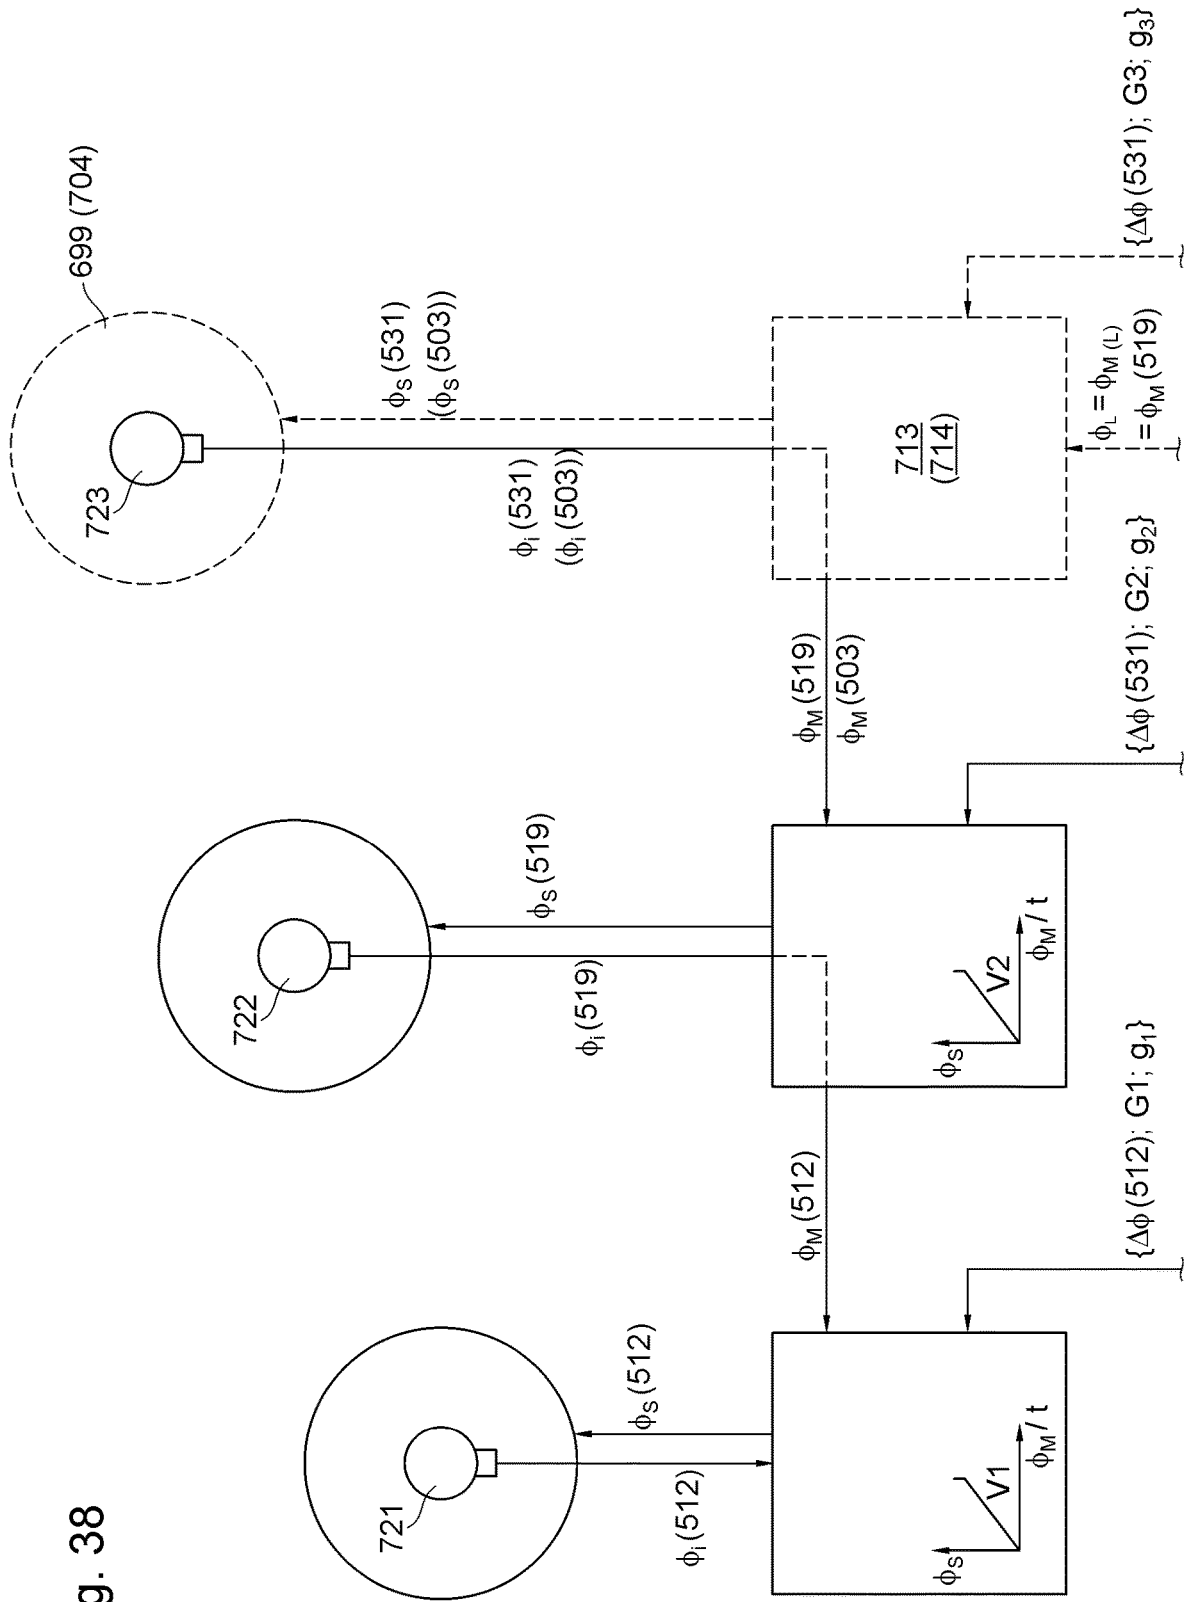 g. 38
699 (704)
723
722
721
ϕS (531)
(ϕS (503))
ϕi (531)
(ϕi (503))
ϕS (519)
ϕi (519)
ϕS (512)
ϕi (512)
ϕM (512)
ϕM (519)
ϕM (503)
713
(714)
ϕS
V1
ϕM / t
ϕS
V2
ϕM / t
ϕL = ϕM (L)
= ϕM (519)
{Δϕ (512); G1; g1}
{Δϕ (531); G2; g2}
{Δϕ (531); G3; g3}